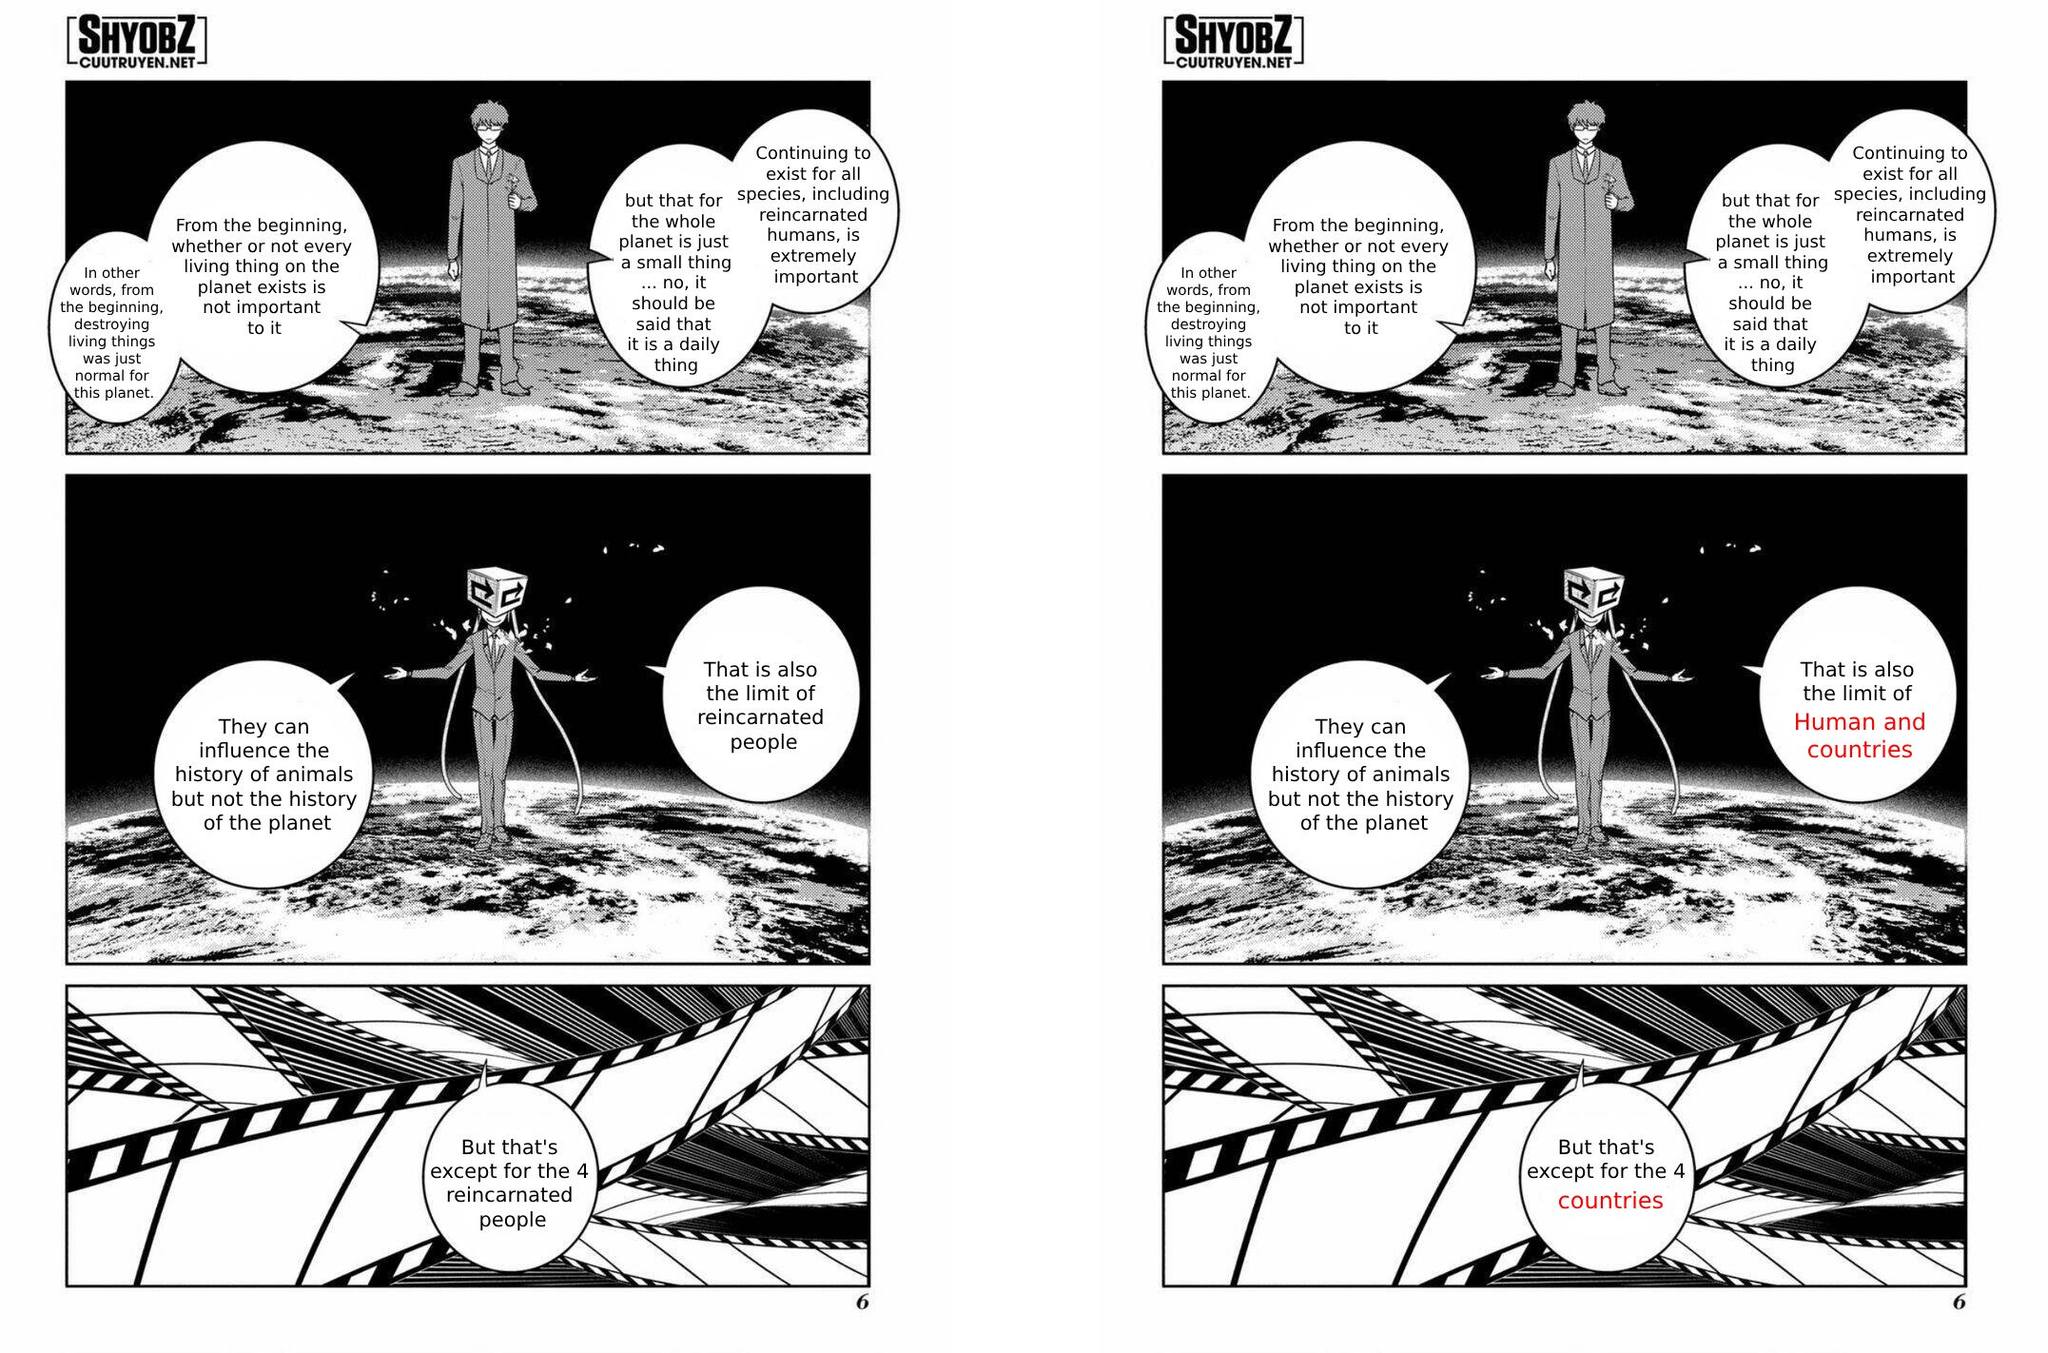 SHYOBZ
CUUTRUYEN.NET
Continuing to
exist for all
species, including
reincarnated
humans, is
extremely
important
but that for
the whole
planet is just
a small thing
... no, it
should be
said that
it is a daily
thing
From the beginning,
whether or not every
living thing on the
planet exists is
not important
to it
In other
words, from
the beginning,
destroying
living things
was just
normal for
this planet.
That is also
the limit of
reincarnated
people
They can
influence the
history of animals
but not the history
of the planet
But that's
except for the 4
reincarnated
people
6
SHYOBZ
CUUTRUYEN.NET
Continuing to
exist for all
species, including
reincarnated
humans, is
extremely
important
but that for
the whole
planet is just
a small thing
... no, it
should be
said that
it is a daily
thing
From the beginning,
whether or not every
living thing on the
planet exists is
not important
to it
In other
words, from
the beginning,
destroying
living things
was just
normal for
this planet.
That is also
the limit of
Human and
countries
They can
influence the
history of animals
but not the history
of the planet
But that's
except for the 4
countries
6